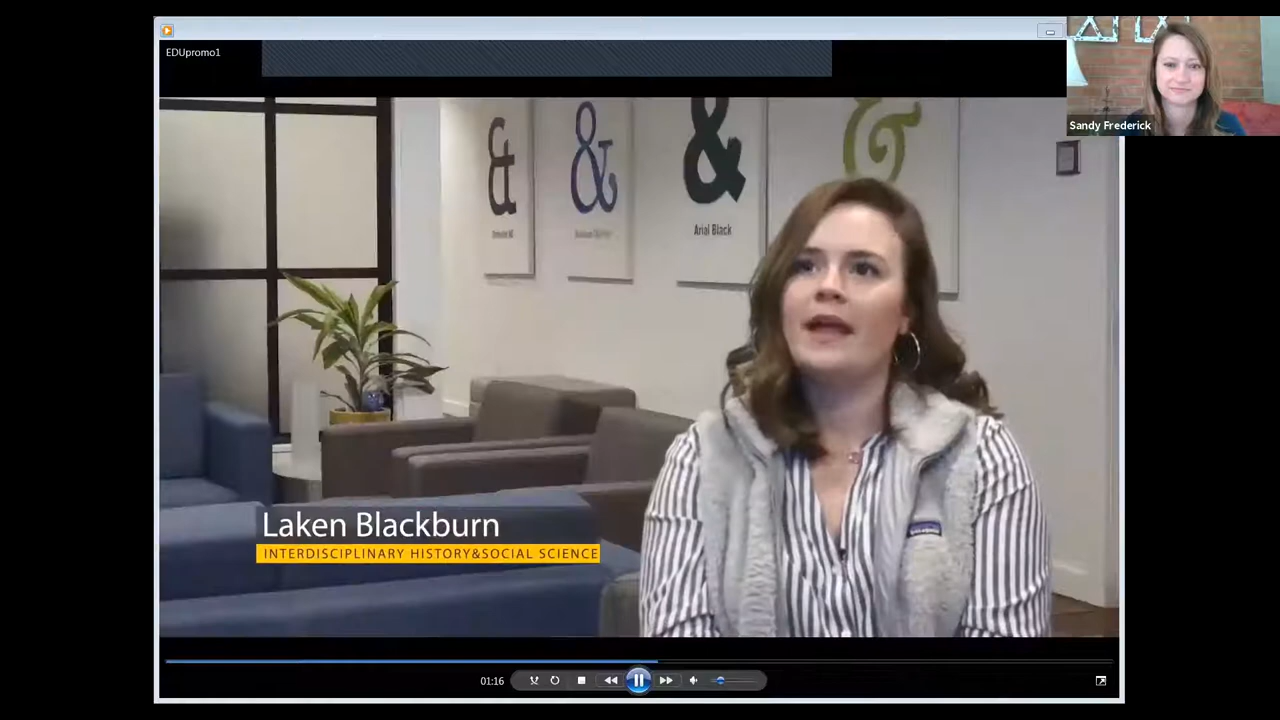 EDUpromo1
Sandy Frederick
& & & &
Arial Black
Laken Blackburn
INTERDISCIPLINARY HISTORY&SOCIAL SCIENCE
01:16